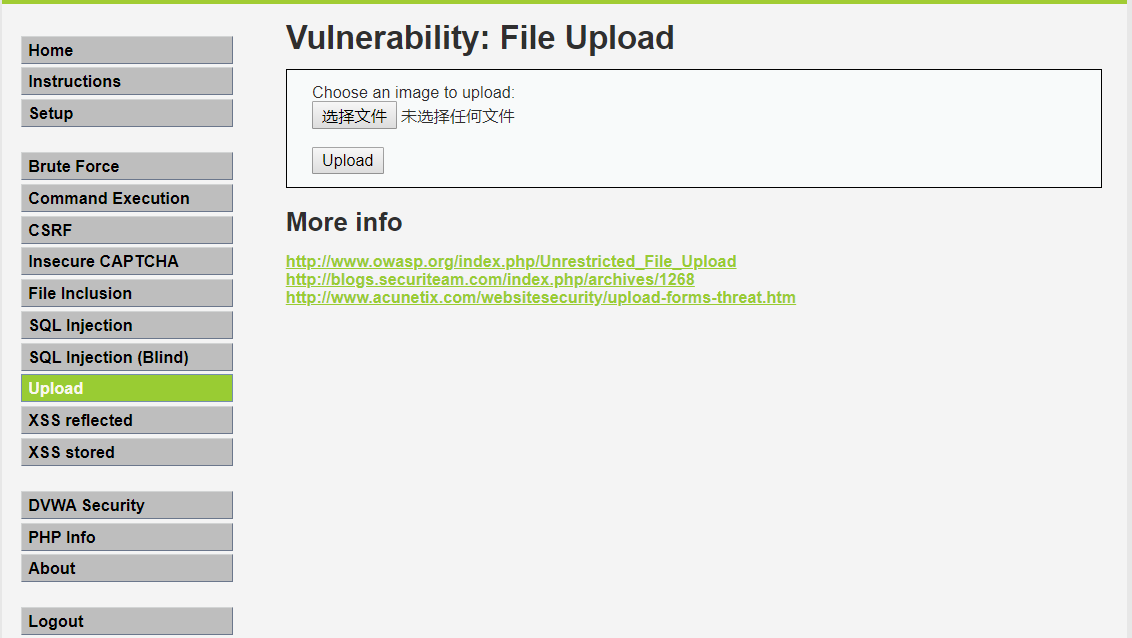 Home
Instructions
Setup
Brute Force
Command Execution
CSRF
Insecure CAPTCHA
File Inclusion
SQL Injection
SQL Injection (Blind)
Upload
XSS reflected
XSS stored
DVWA Security
PHP Info
About
Logout
Vulnerability: File Upload
Choose an image to upload:
选择文件 未选择任何文件
Upload
More info
http://www.owasp.org/index.php/Unrestricted_File_Upload
http://blogs.securiteam.com/index.php/archives/1268
http://www.acunetix.com/websitesecurity/upload-forms-threat.htm